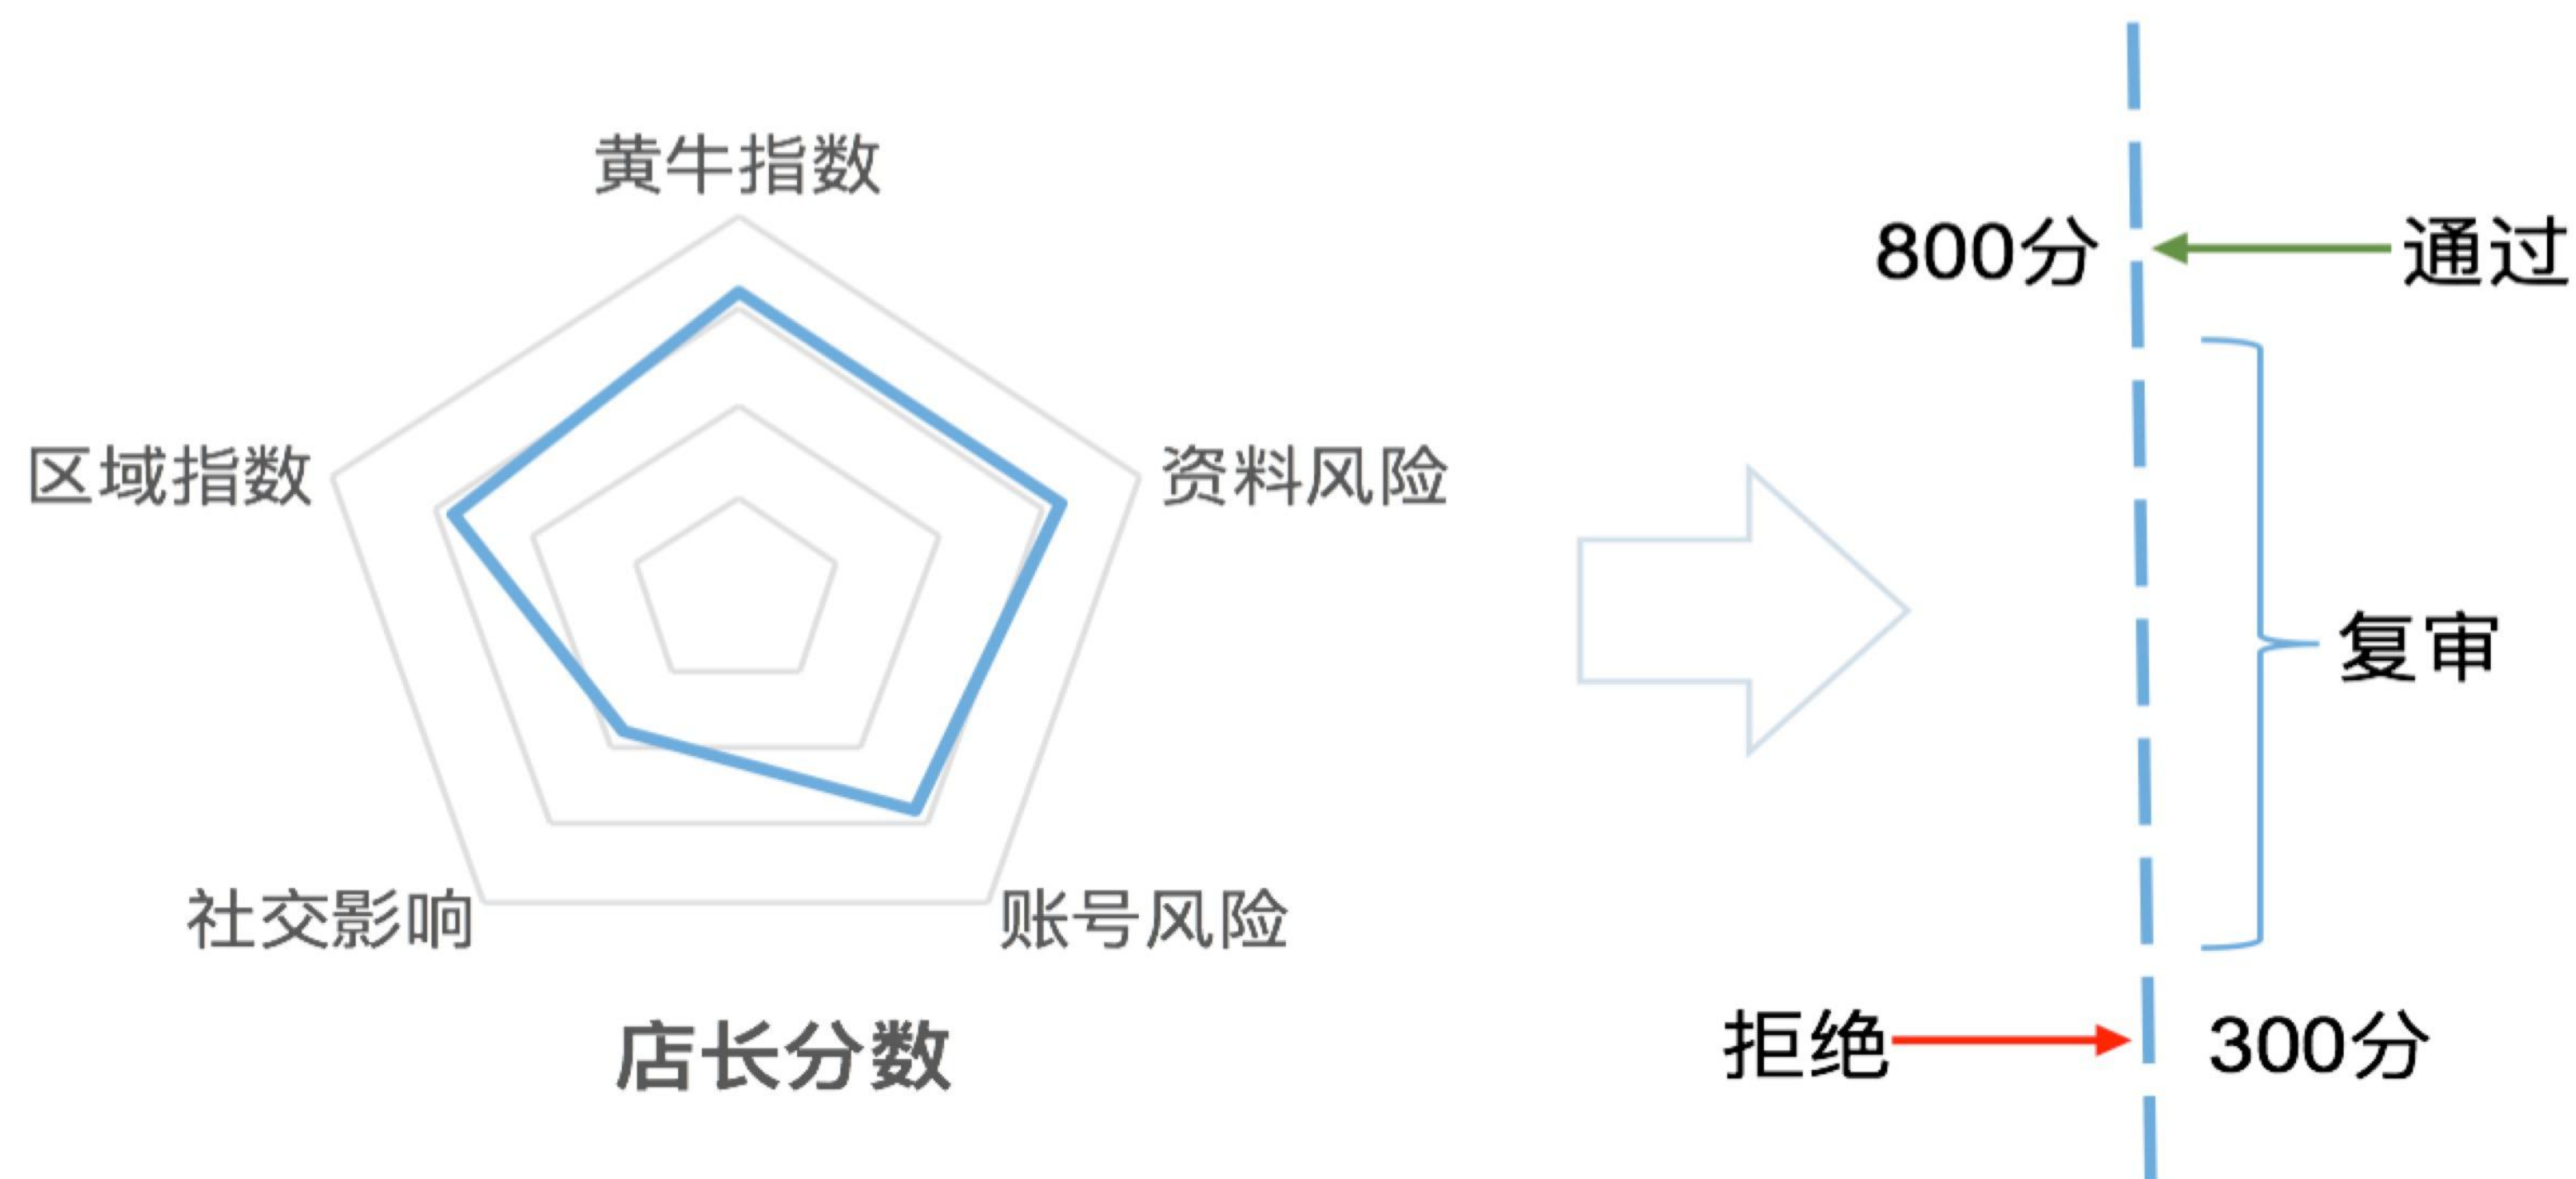 黄牛指数
区域指数
资料风险
社交影响
账号风险
店长分数
800分
通过
复审
拒绝
300分